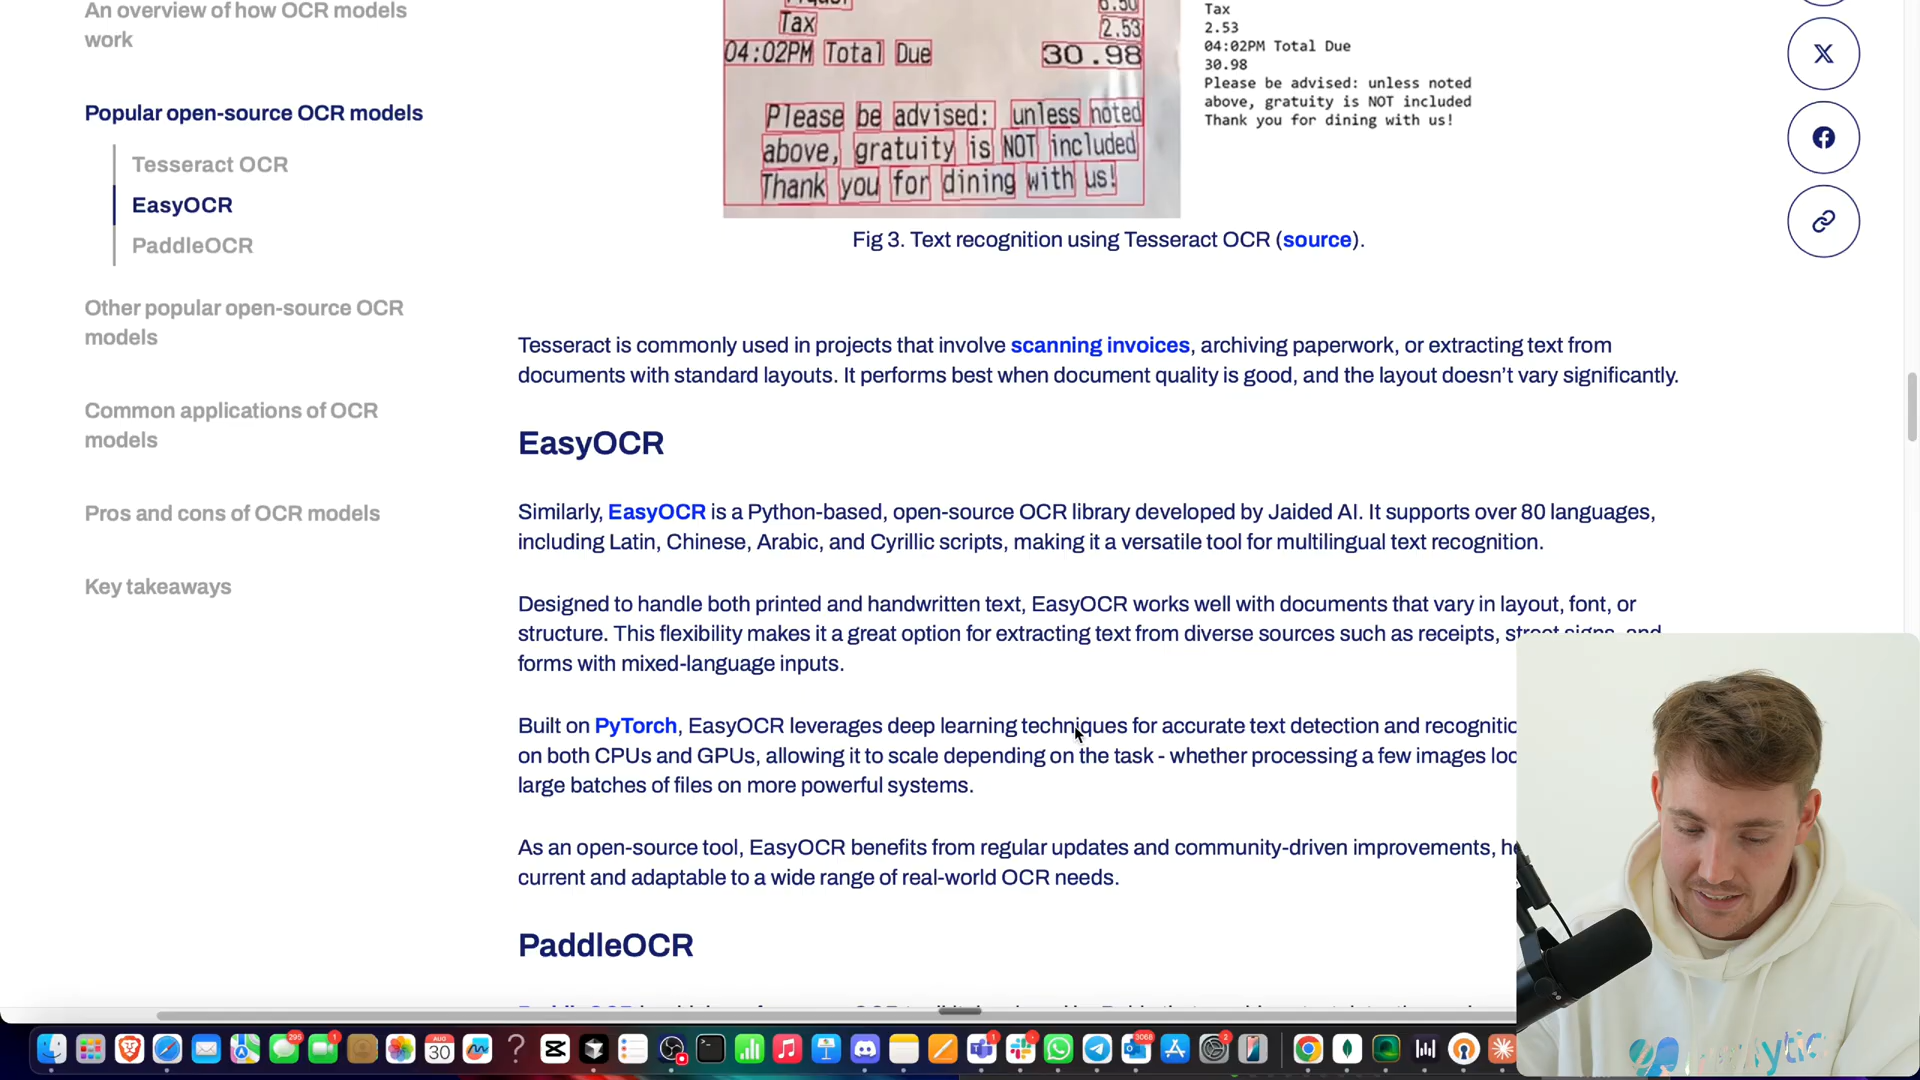 An overview of how OCR models
work
Popular open-source OCR models
Tesseract OCR
EasyOCR
PaddleOCR
Other popular open-source OCR
models
Common applications of OCR
models
Pros and cons of OCR models
Key takeaways
Tax
2.53
04:02PM Total Due
30.98
Please be advised: unless noted
above, gratuity is NOT included
Thank you for dining with us!
Tax
2.53
04:02PM Total Due
30.98
Please be advised: unless noted
above, gratuity is NOT included
Thank you for dining with us!
Fig 3. Text recognition using Tesseract OCR (source).
Tesseract is commonly used in projects that involve scanning invoices, archiving paperwork, or extracting text from
documents with standard layouts. It performs best when document quality is good, and the layout doesn’t vary significantly.
EasyOCR
Similarly, EasyOCR is a Python-based, open-source OCR library developed by Jaided AI. It supports over 80 languages,
including Latin, Chinese, Arabic, and Cyrillic scripts, making it a versatile tool for multilingual text recognition.
Designed to handle both printed and handwritten text, EasyOCR works well with documents that vary in layout, font, or
structure. This flexibility makes it a great option for extracting text from diverse sources such as receipts, street signs, and
forms with mixed-language inputs.
Built on PyTorch, EasyOCR leverages deep learning techniques for accurate text detection and
on both CPUs and GPUs, allowing it to scale depending on the task - whether processing a few images
large batches of files on more powerful systems.
As an open-source tool, EasyOCR benefits from regular updates and community-driven improvements,
current and adaptable to a wide range of real-world OCR needs.
PaddleOCR
295
1
AUG
30
1
3068
2